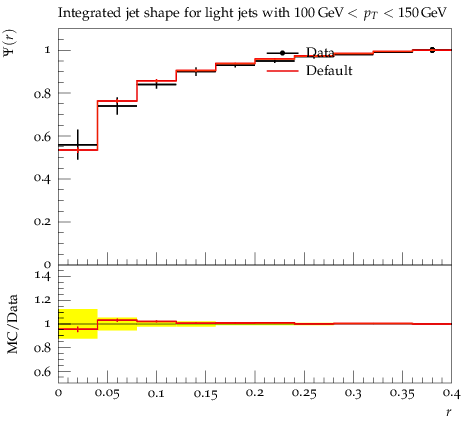 Integrated jet shape for light jets with 100 GeV < p_T < 150 GeV
Ψ(r)
1
0.8
0.6
0.4
0.2
0
Data
Default
MC/Data
1.4
1.2
1
0.8
0.6
0 0.05 0.1 0.15 0.2 0.25 0.3 0.35 0.4
r